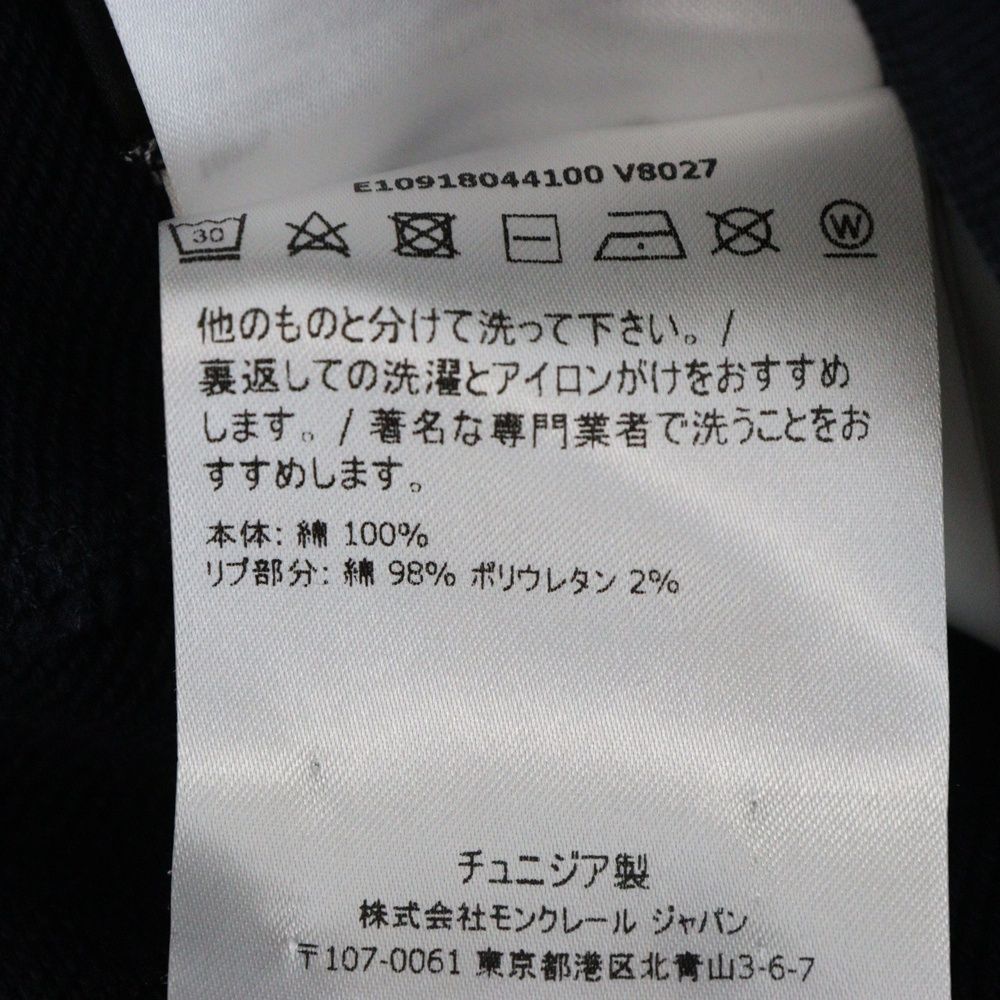 E10918044100 V8027
30
W
他のものと分けて洗って下さい。/
裏返しての洗濯とアイロンがけをおすすめ
します。/ 著名な専門業者で洗うことをお
すすめします。
本体: 綿 100%
リブ部分: 綿 98% ポリウレタン 2%
チュニジア製
株式会社モンクレール ジャパン
〒107-0061 東京都港区北青山3-6-7